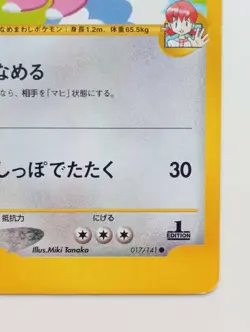 なめまわしポケモン:身長1.2m、体重65.5kg
なめる
なら、相手を「マヒ」状態にする。
しっぽでたたく 30
抵抗力 にげる
Illus.Miki Tanaka 017/141 ●
1 EDITION